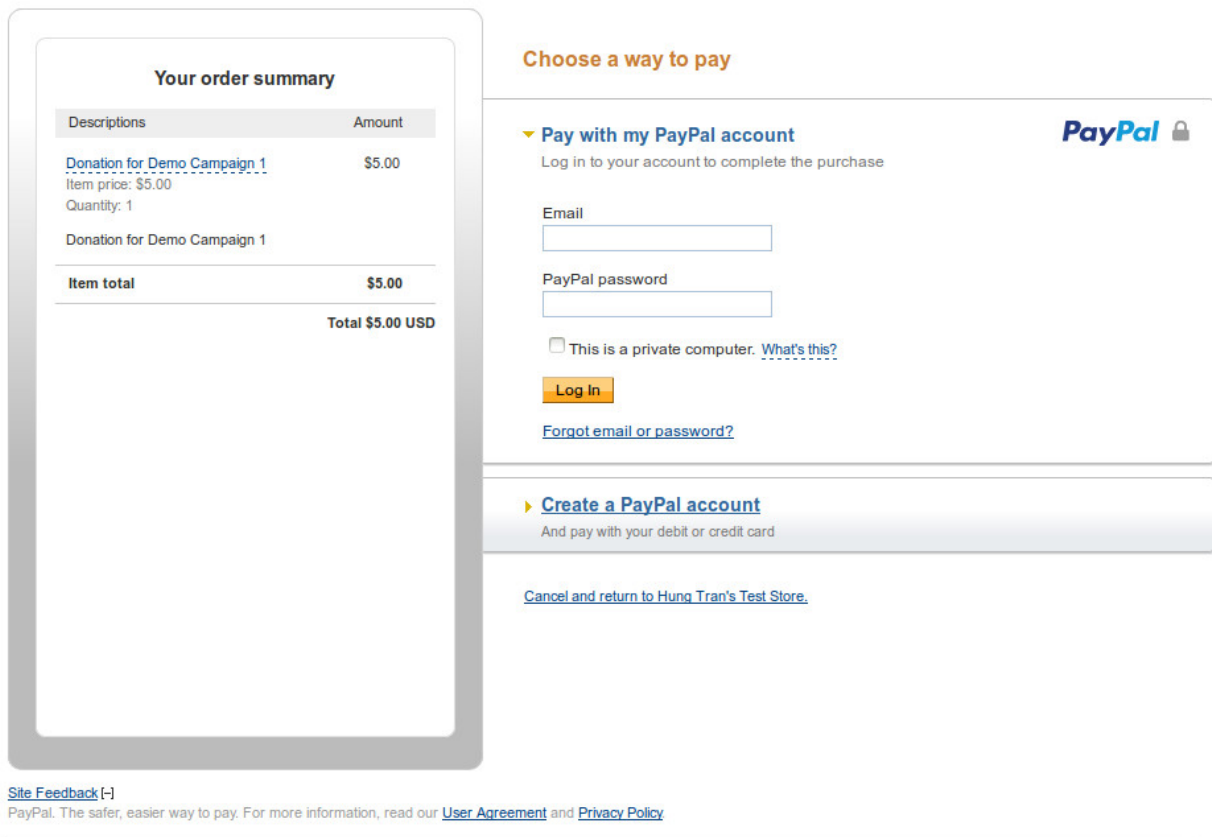 Your order summary
Descriptions Amount
Donation for Demo Campaign 1 $5.00
Item price: $5.00
Quantity: 1
Donation for Demo Campaign 1
Item total $5.00
Total $5.00 USD
Choose a way to pay
Pay with my PayPal account
PayPal
Log in to your account to complete the purchase
Email
PayPal password
This is a private computer. What's this?
Log In
Forgot email or password?
Create a PayPal account
And pay with your debit or credit card
Cancel and return to Hung Tran's Test Store.
Site Feedback [–]
PayPal. The safer, easier way to pay. For more information, read our User Agreement and Privacy Policy.